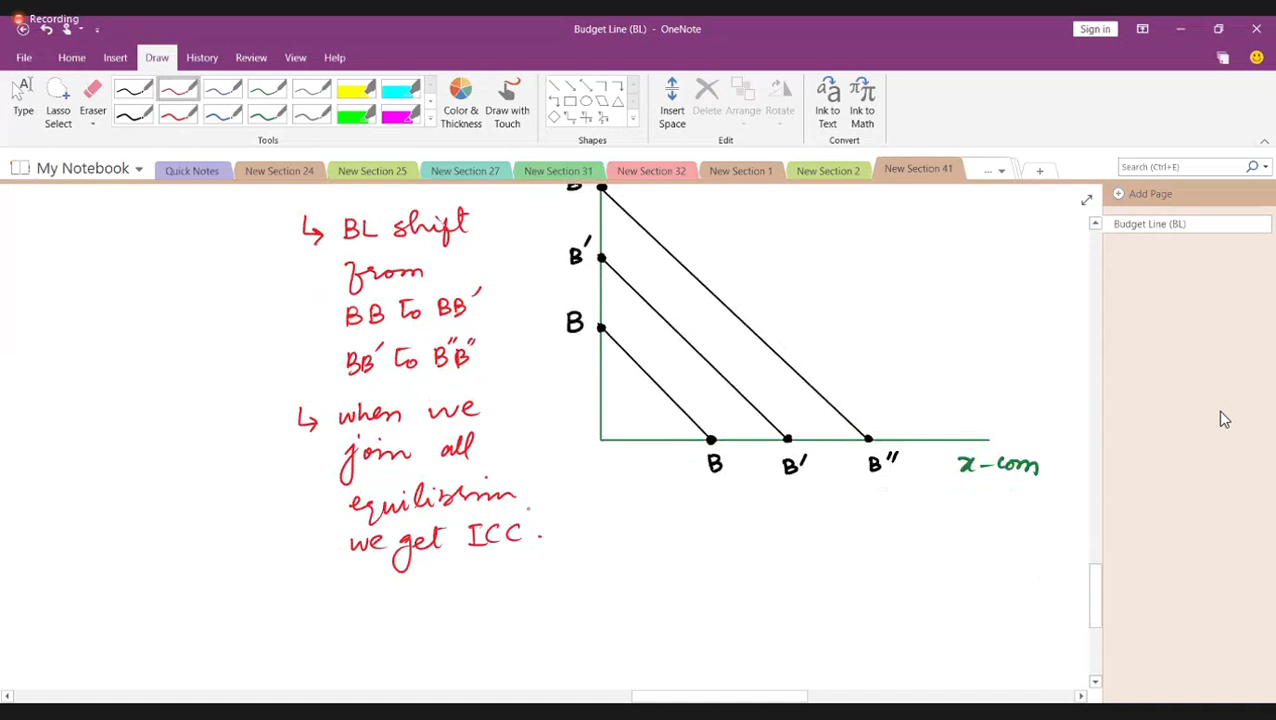 Recording
Budget Line (BL) - OneNote
Sign in
File Home Insert Draw History Review View Help
Type
Lasso Select
Eraser
Color & Thickness
Draw with Touch
Insert Space
Delete
Arrange
Rotate
Ink to Text
Ink to Math
Tools
Shapes
Edit
Convert
My Notebook
Quick Notes
New Section 24
New Section 25
New Section 27
New Section 31
New Section 32
New Section 1
New Section 2
New Section 41
...
Search (Ctrl+E)
Add Page
Budget Line (BL)
↳ BL shift
from
BB to BB'
BB' to B"B"
↳ when we
join all
we get ICC.
B'
B
B B' B"
x-com